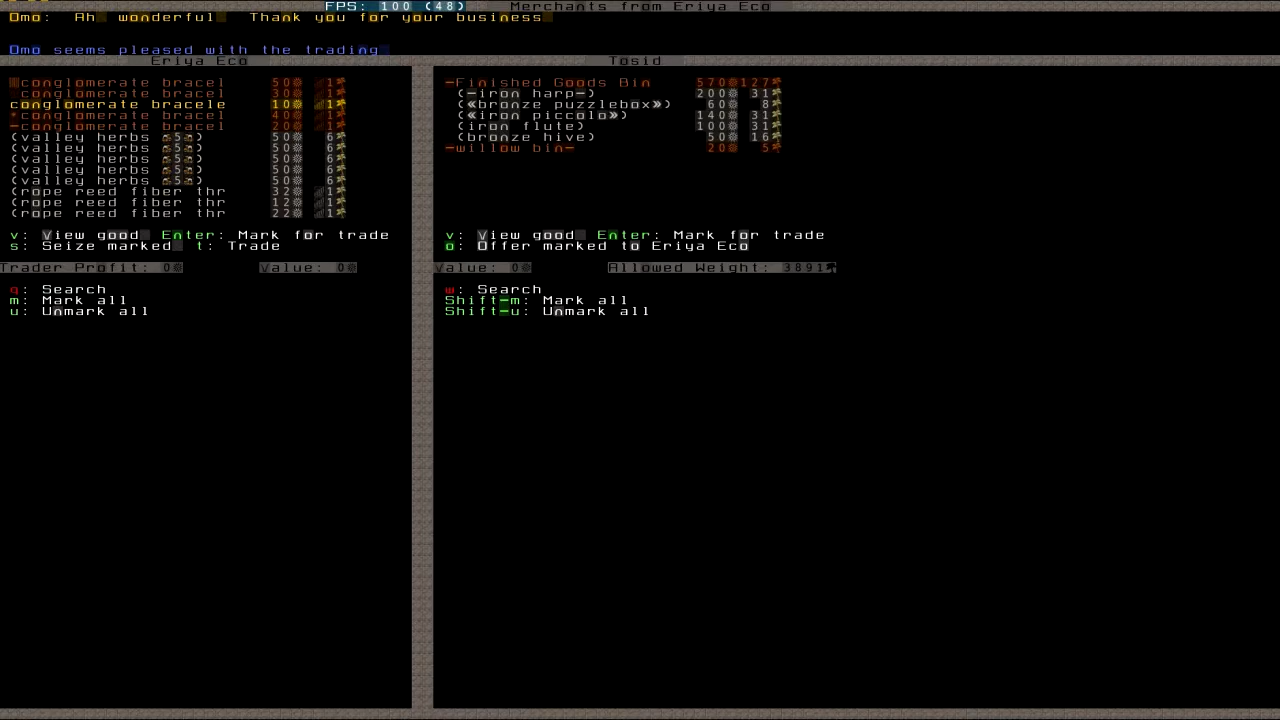 FPS: 100 (48) Merchants from Eriya Eco
Omo: Ah wonderful Thank you for your business
Omo seems pleased with the trading
Eriya Eco Tosid
conglomerate bracel 50☼ 1 -Finished Goods Bin 570☼127
conglomerate bracel 30☼ 1 (-iron harp-) 200☼ 31
conglomerate bracele 10☼ 1 («bronze puzzlebox») 60☼ 8
*conglomerate bracel 40☼ 1 («iron piccolo») 140☼ 31
-conglomerate bracel 20☼ 1 (iron flute) 100☼ 31
(valley herbs [5]) 50☼ 6 (bronze hive) 50☼ 16
(valley herbs [5]) 50☼ 6 -willow bin- 20☼ 5
(valley herbs [5]) 50☼ 6
(valley herbs [5]) 50☼ 6
(valley herbs [5]) 50☼ 6
(rope reed fiber thr 32☼ 1
(rope reed fiber thr 12☼ 1
(rope reed fiber thr 22☼ 1
v: View good Enter: Mark for trade v: View good Enter: Mark for trade
s: Seize marked t: Trade o: Offer marked to Eriya Eco
Trader Profit: 0☼ Value: 0☼ Value: 0☼ Allowed Weight: 3891
q: Search w: Search
m: Mark all Shift-m: Mark all
u: Unmark all Shift-u: Unmark all